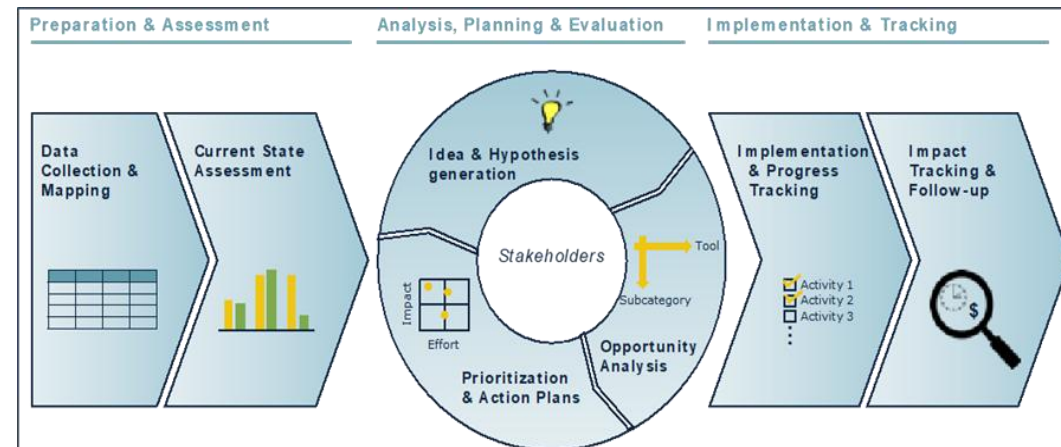 Preparation & Assessment
Analysis, Planning & Evaluation
Implementation & Tracking
Data
Collection &
Mapping
Current State
Assessment
Idea & Hypothesis
generation
Stakeholders
Tool
Subcategory
Opportunity
Analysis
Impact
Effort
Prioritization
& Action Plans
Implementation
& Progress
Tracking
Activity 1
Activity 2
Activity 3
Impact
Tracking &
Follow-up
$